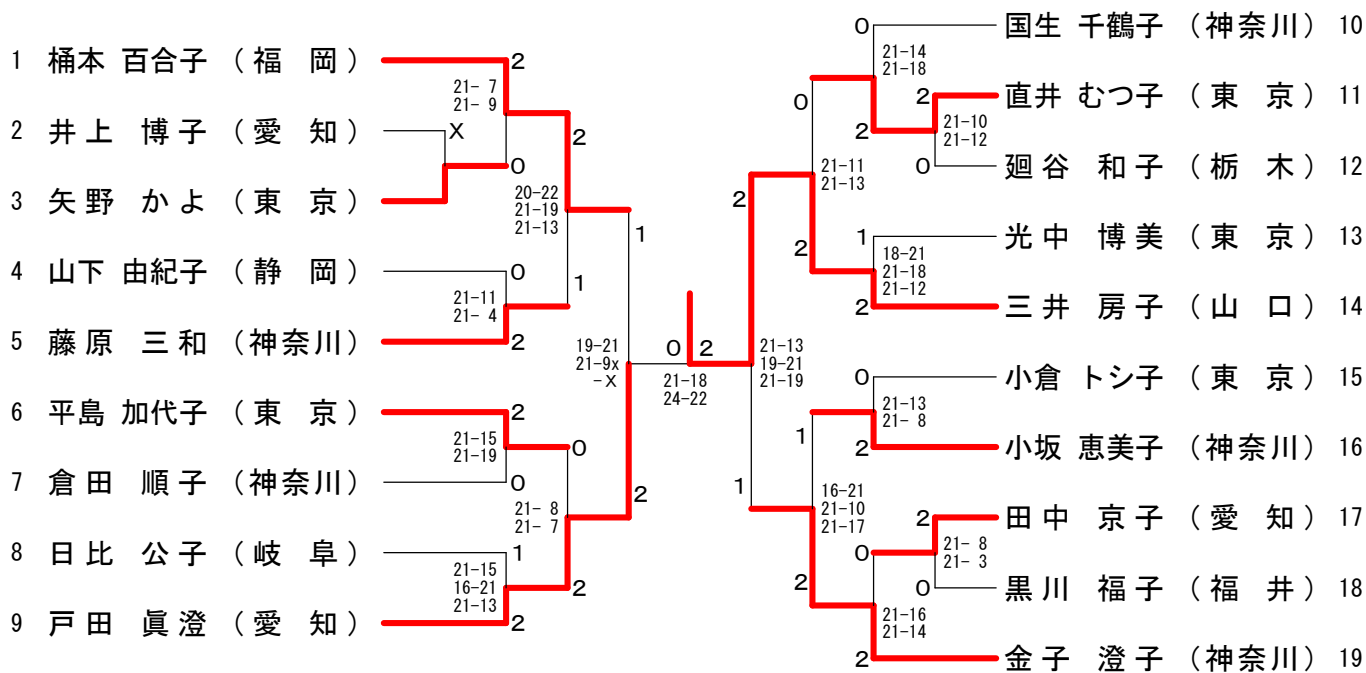 1 桶本 百合子 （福 岡）
2
21- 7
21- 9
2 井上 博子 （愛 知）
X
2
0
3 矢野 かよ （東 京）
20-22
21-19
21-13
1
4 山下 由紀子 （静 岡）
0
1
21-11
21- 4
5 藤原 三和 （神奈川）
2
19-21
21-9x
-X
6 平島 加代子 （東 京）
2
21-15
21-19
0
7 倉田 順子 （神奈川）
0
21- 8
21- 7
2
8 日比 公子 （岐 阜）
1
21-15
16-21
21-13
2
9 戸田 眞澄 （愛 知）
2
0 2
21-18
24-22
0 国生 千鶴子 （神奈川） 10
21-14
21-18
0
2 直井 むつ子 （東 京） 11
2
21-10
21-12
0 廻谷 和子 （栃 木） 12
21-11
21-13
2
1 光中 博美 （東 京） 13
2
18-21
21-18
21-12
2 三井 房子 （山 口） 14
21-13
19-21
21-19
0 小倉 トシ子 （東 京） 15
21-13
21- 8
1
2 小坂 恵美子 （神奈川） 16
1
16-21
21-10
21-17
2 田中 京子 （愛 知） 17
0
21- 8
21- 3
2
0 黒川 福子 （福 井） 18
21-16
21-14
2 金子 澄子 （神奈川） 19